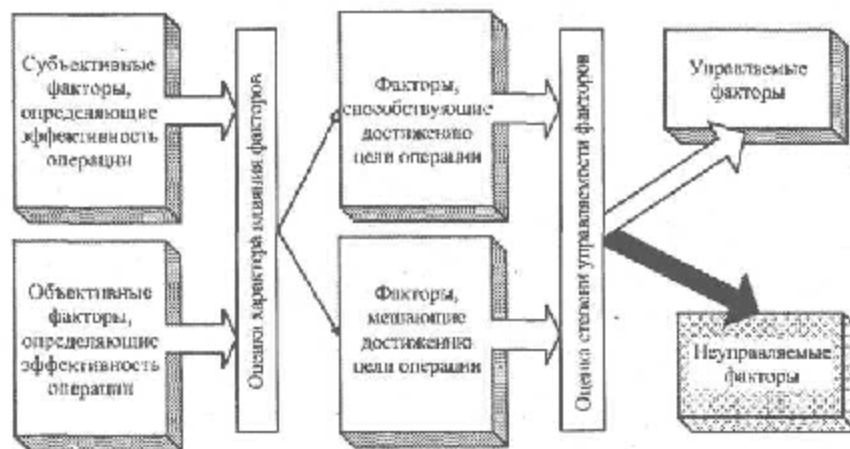 Субъективные
факторы,
определяющие
эффективность
операции
Объективные
факторы,
определяющие
эффективность
операции
Оценка характера влияния факторов
Факторы,
способствующие
достижению
цели операции
Факторы,
мешающие
достижению
цели операции
Оценка степени управляемости факторов
Управляемые
факторы
Неуправляемые
факторы